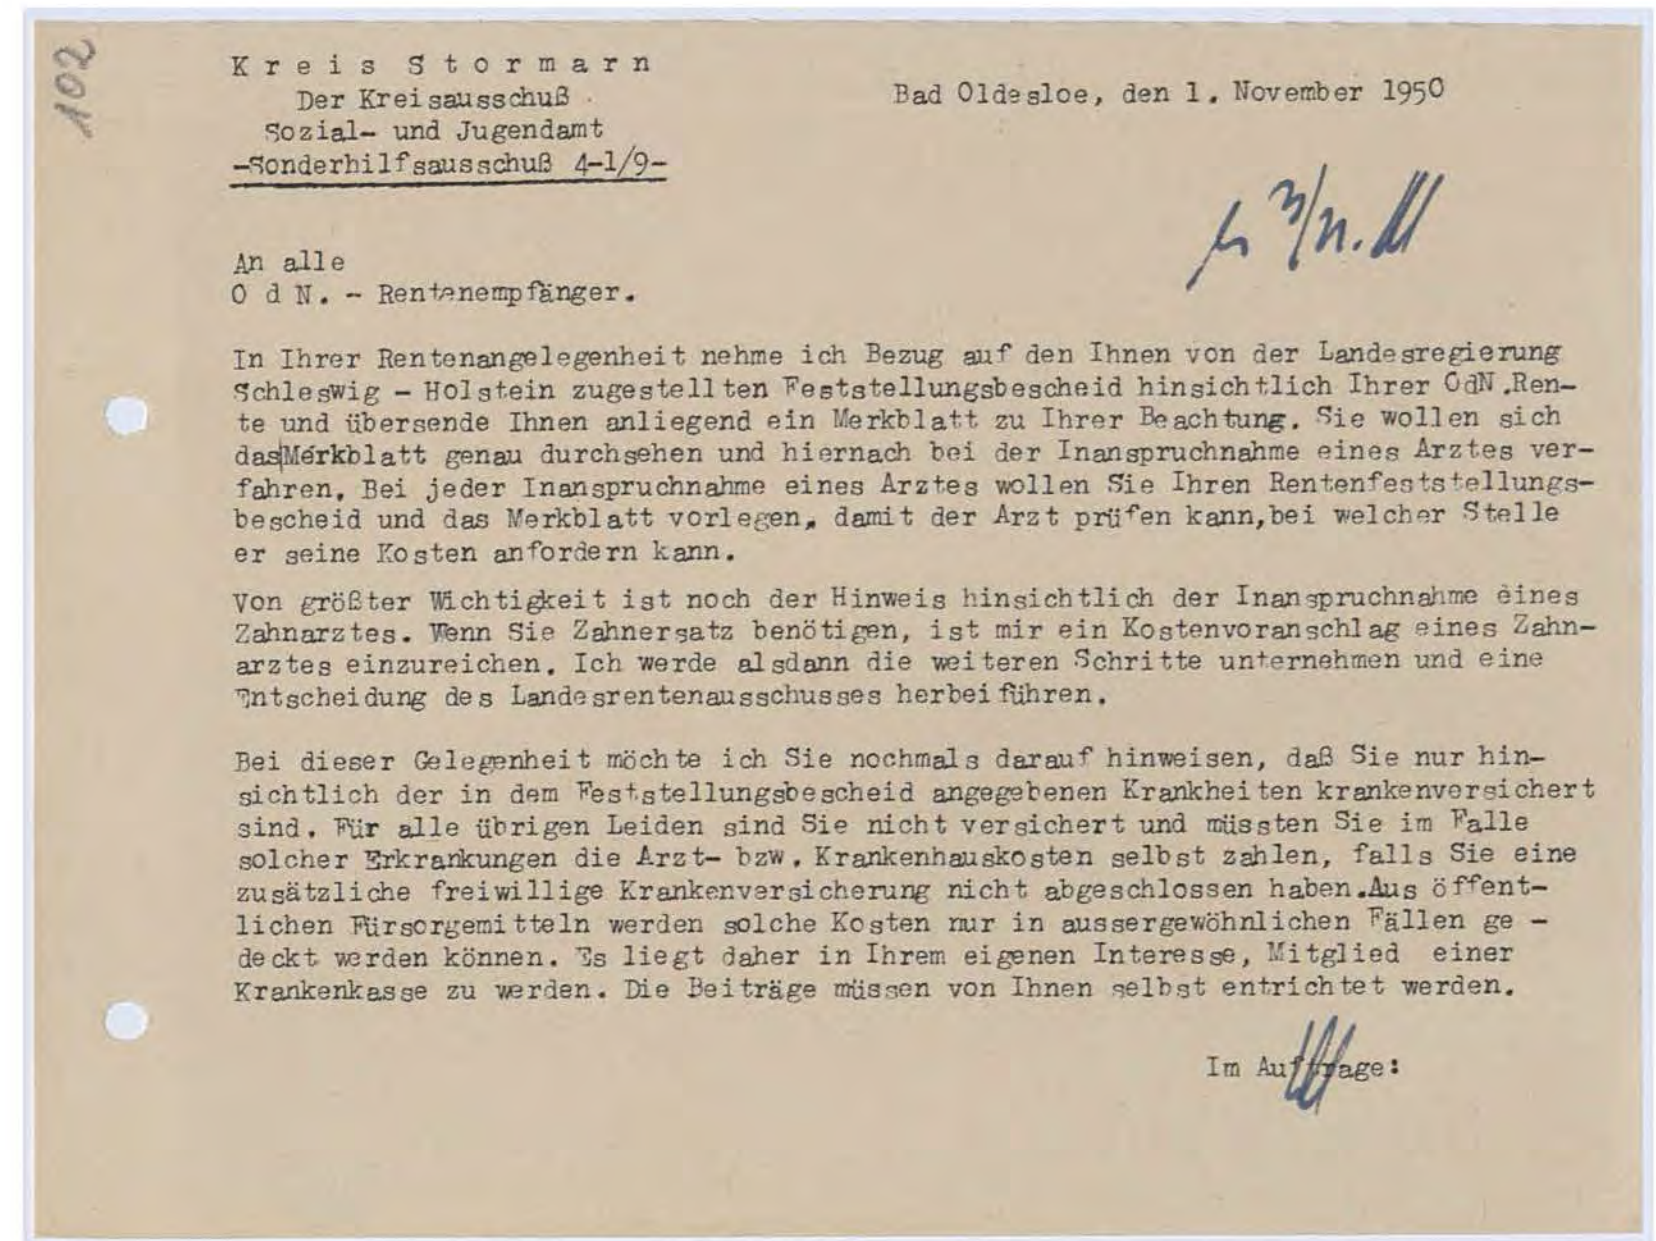 102
Kreis Stormarn
Der Kreisausschuß
Sozial- und Jugendamt
-Sonderhilfsausschuß 4-1/9-
Bad Oldesloe, den 1. November 1950
An alle
O d N. - Rentenempfänger.
In Ihrer Rentenangelegenheit nehme ich Bezug auf den Ihnen von der Landesregierung
Schleswig - Holstein zugestellten Feststellungsbescheid hinsichtlich Ihrer OdN.Ren-
te und übersende Ihnen anliegend ein Merkblatt zu Ihrer Beachtung. Sie wollen sich
das Merkblatt genau durchsehen und hiernach bei der Inanspruchnahme eines Arztes ver-
fahren. Bei jeder Inanspruchnahme eines Arztes wollen Sie Ihren Rentenfeststellungs-
bescheid und das Merkblatt vorlegen, damit der Arzt prüfen kann,bei welcher Stelle
er seine Kosten anfordern kann.
Von größter Wichtigkeit ist noch der Hinweis hinsichtlich der Inanspruchnahme eines
Zahnarztes. Wenn Sie Zahnersatz benötigen, ist mir ein Kostenvoranschlag eines Zahn-
arztes einzureichen. Ich werde alsdann die weiteren Schritte unternehmen und eine
Entscheidung des Landesrentenausschusses herbeiführen.
Bei dieser Gelegenheit möchte ich Sie nochmals darauf hinweisen, daß Sie nur hin-
sichtlich der in dem Feststellungsbescheid angegebenen Krankheiten krankenversichert
sind. Für alle übrigen Leiden sind Sie nicht versichert und müssten Sie im Falle
solcher Erkrankungen die Arzt- bzw. Krankenhauskosten selbst zahlen, falls Sie eine
zusätzliche freiwillige Krankenversicherung nicht abgeschlossen haben.Aus öffent-
lichen Fürsorgemitteln werden solche Kosten nur in aussergewöhnlichen Fällen ge -
deckt werden können. Es liegt daher in Ihrem eigenen Interesse, Mitglied einer
Krankenkasse zu werden. Die Beiträge müssen von Ihnen selbst entrichtet werden.
Im Auftrage: